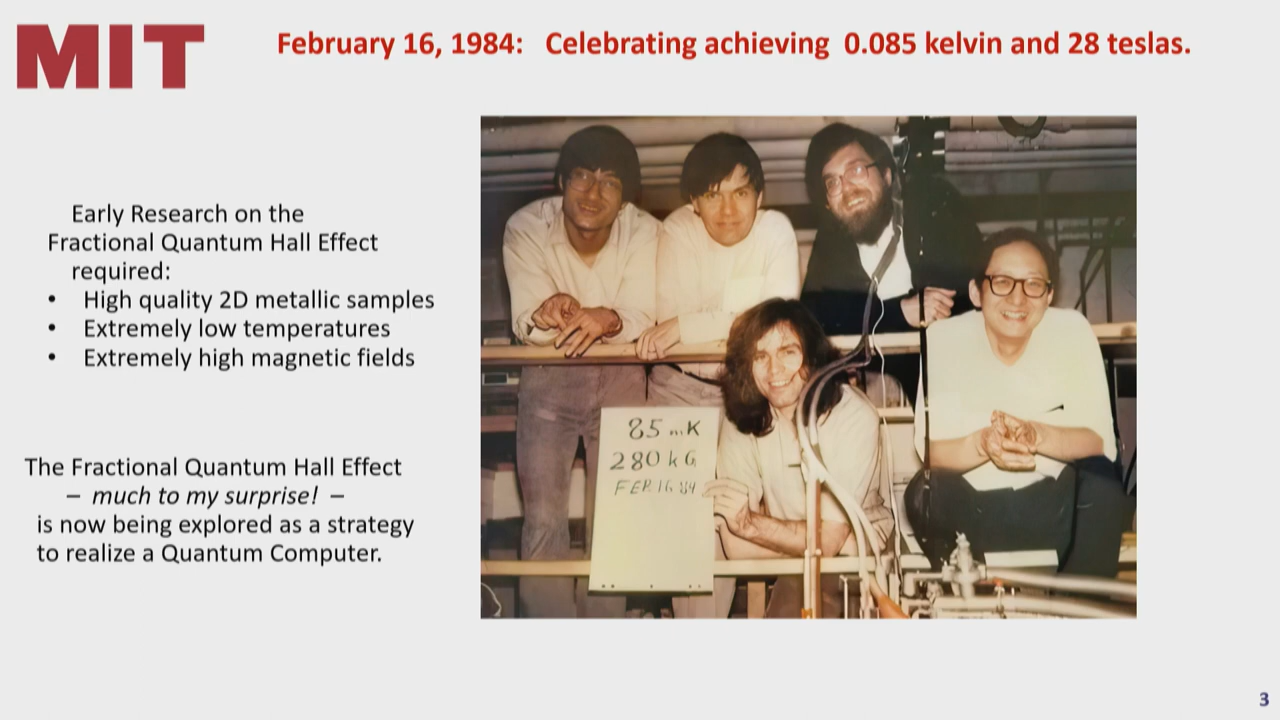 MIT
February 16, 1984: Celebrating achieving 0.085 kelvin and 28 teslas.
Early Research on the
Fractional Quantum Hall Effect
required:
• High quality 2D metallic samples
• Extremely low temperatures
• Extremely high magnetic fields
The Fractional Quantum Hall Effect
– much to my surprise! –
is now being explored as a strategy
to realize a Quantum Computer.
85 mK
280 kG
FEB 16 84
3